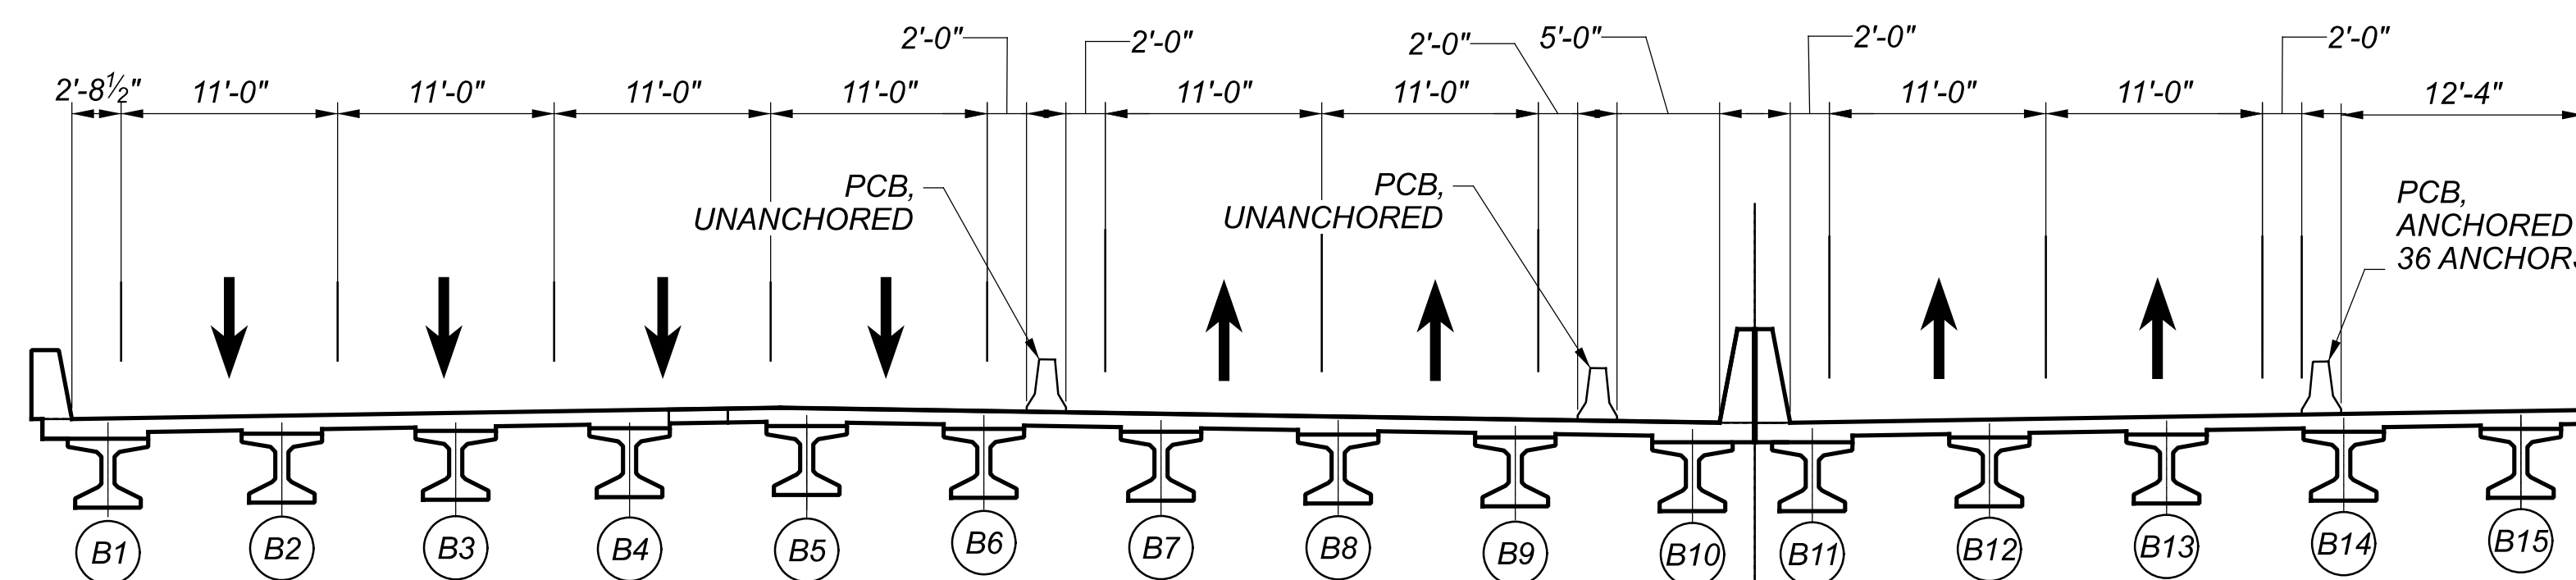 2'-0" 2'-0" 2'-0" 5'-0" 2'-0" 2'-0"
2'-8½" 11'-0" 11'-0" 11'-0" 11'-0" 11'-0" 11'-0" 11'-0" 11'-0" 12'-4"
PCB,
UNANCHORED
PCB,
UNANCHORED
PCB,
ANCHORED
36 ANCHORS
B1 B2 B3 B4 B5 B6 B7 B8 B9 B10 B11 B12 B13 B14 B15